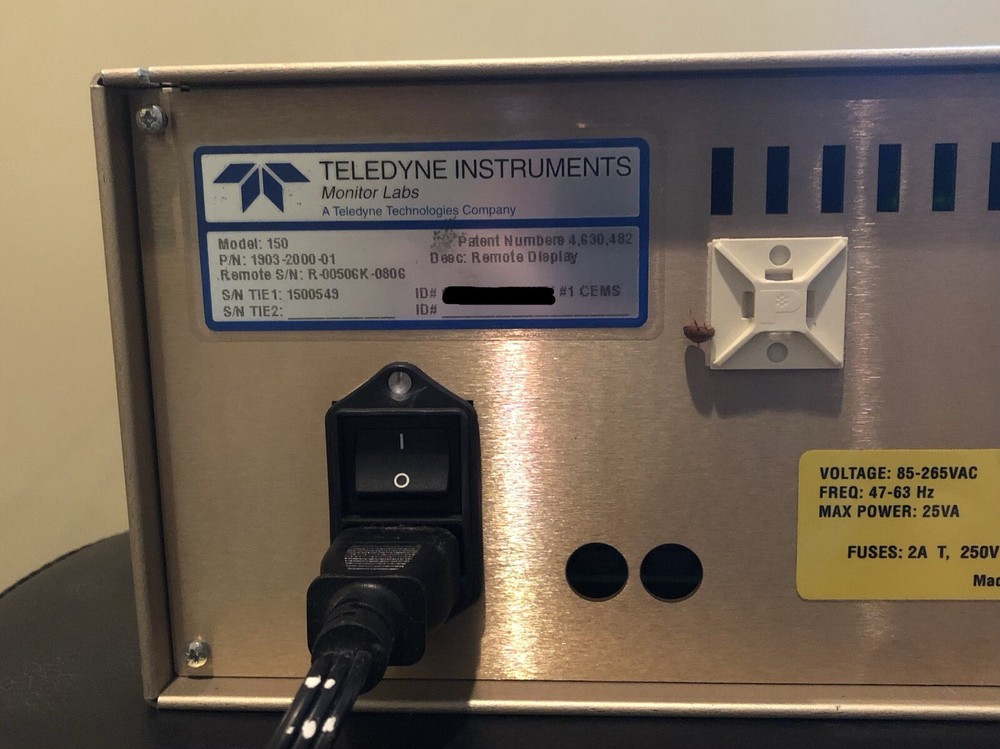 TELEDYNE INSTRUMENTS
Monitor Labs
A Teledyne Technologies Company
Model: 150
Patent Numbers 4,630,482
P/N: 1903-2000-01
Desc: Remote Display
Remote S/N: R-00506K-0806
S/N TIE1: 1500549
ID# #1 CEMS
S/N TIE2:
ID#
I
O
VOLTAGE: 85-265VAC
FREQ: 47-63 Hz
MAX POWER: 25VA
FUSES: 2A T, 250V
Mad